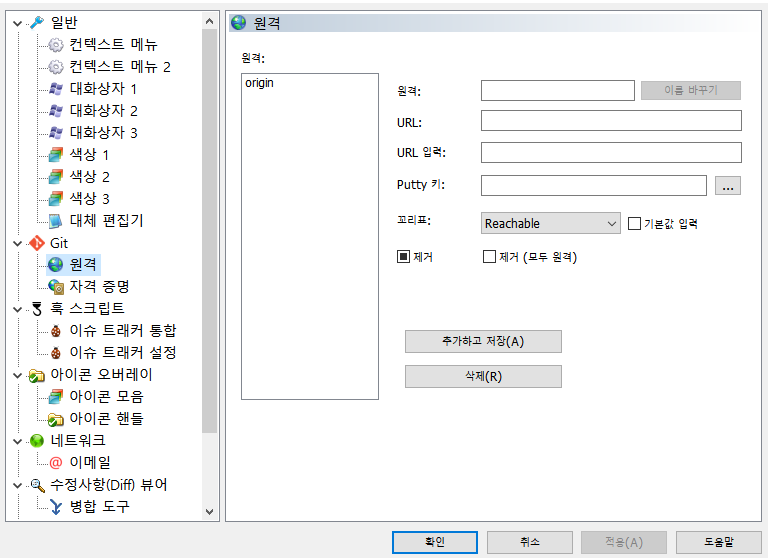 일반
컨텍스트 메뉴
컨텍스트 메뉴 2
대화상자 1
대화상자 2
대화상자 3
색상 1
색상 2
색상 3
대체 편집기
Git
원격
자격 증명
훅 스크립트
이슈 트래커 통합
이슈 트래커 설정
아이콘 오버레이
아이콘 모음
아이콘 핸들
네트워크
이메일
수정사항(Diff) 뷰어
병합 도구
원격
원격:
origin
원격:
이름 바꾸기
URL:
URL 입력:
Putty 키:
...
꼬리표:
Reachable
기본값 입력
제거
제거 (모두 원격)
추가하고 저장(A)
삭제(R)
확인
취소
적용(A)
도움말